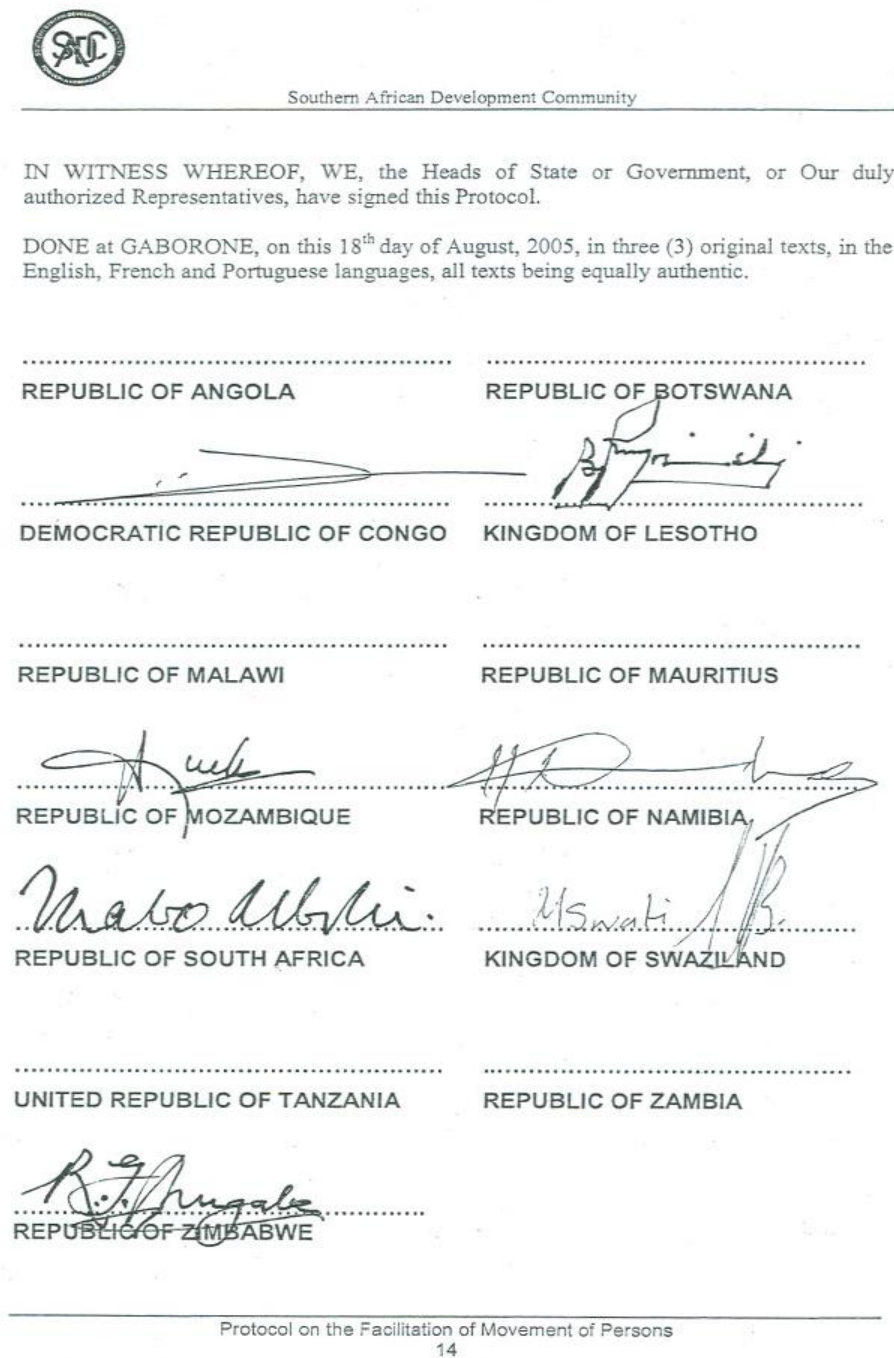 SADC
Southern African Development Community
IN WITNESS WHEREOF, WE, the Heads of State or Government, or Our duly
authorized Representatives, have signed this Protocol.
DONE at GABORONE, on this 18th day of August, 2005, in three (3) original texts, in the
English, French and Portuguese languages, all texts being equally authentic.
REPUBLIC OF ANGOLA REPUBLIC OF BOTSWANA
DEMOCRATIC REPUBLIC OF CONGO KINGDOM OF LESOTHO
REPUBLIC OF MALAWI REPUBLIC OF MAURITIUS
REPUBLIC OF MOZAMBIQUE REPUBLIC OF NAMIBIA
Mswati
REPUBLIC OF SOUTH AFRICA KINGDOM OF SWAZILAND
UNITED REPUBLIC OF TANZANIA REPUBLIC OF ZAMBIA
R.G. Mugabe
REPUBLIC OF ZIMBABWE
Protocol on the Facilitation of Movement of Persons
14